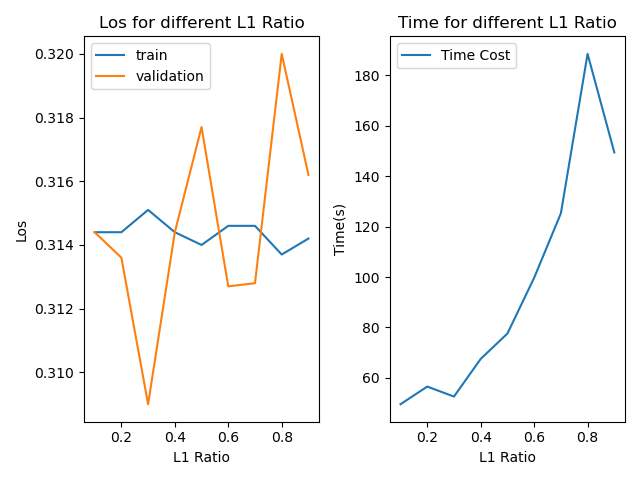 Los for different L1 Ratio
train
validation
0.320
0.318
0.316
0.314
0.312
0.310
Los
0.2
0.4
0.6
0.8
L1 Ratio
Time for different L1 Ratio
Time Cost
180
160
140
120
100
80
60
Time(s)
0.2
0.4
0.6
0.8
L1 Ratio